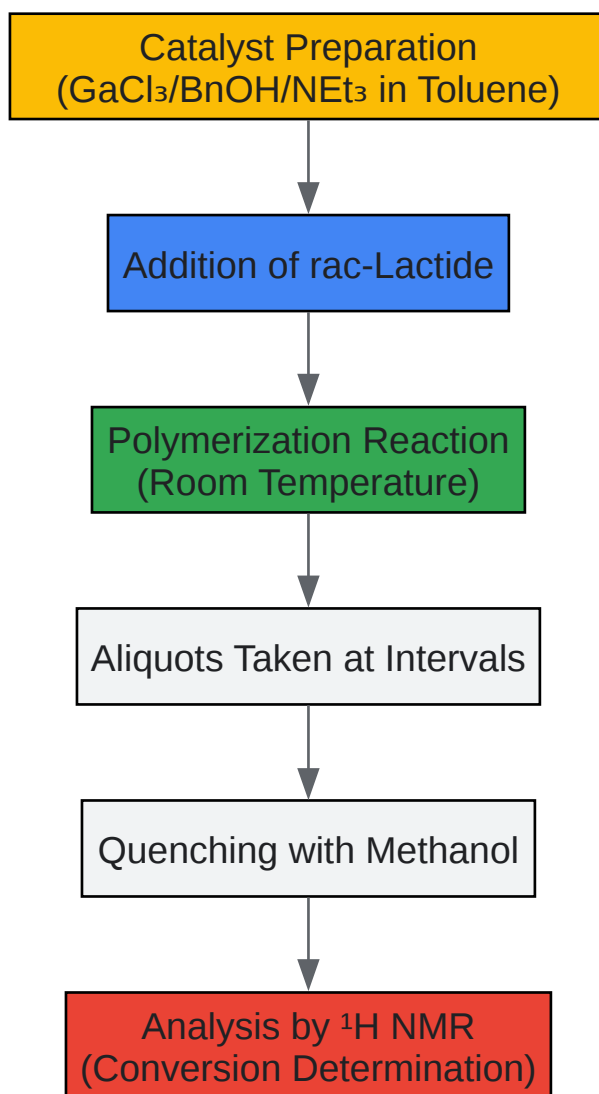 Catalyst Preparation
(GaCl₃/BnOH/NEt₃ in Toluene)
Addition of rac-Lactide
Polymerization Reaction
(Room Temperature)
Aliquots Taken at Intervals
Quenching with Methanol
Analysis by ¹H NMR
(Conversion Determination)